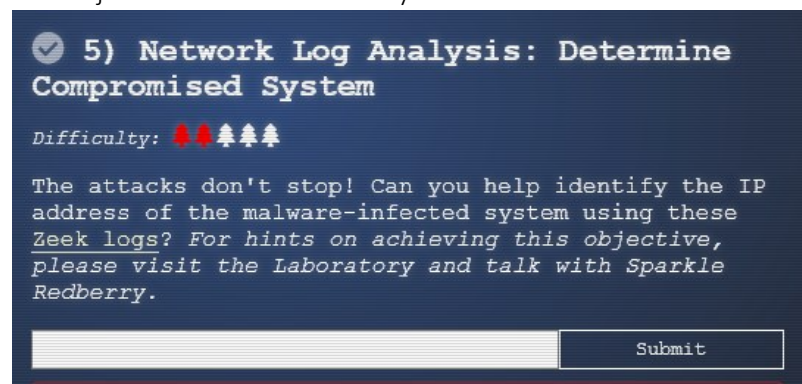 5) Network Log Analysis: Determine
Compromised System
Difficulty:
The attacks don't stop! Can you help identify the IP
address of the malware-infected system using these
Zeek logs? For hints on achieving this objective,
please visit the Laboratory and talk with Sparkle
Redberry.
Submit